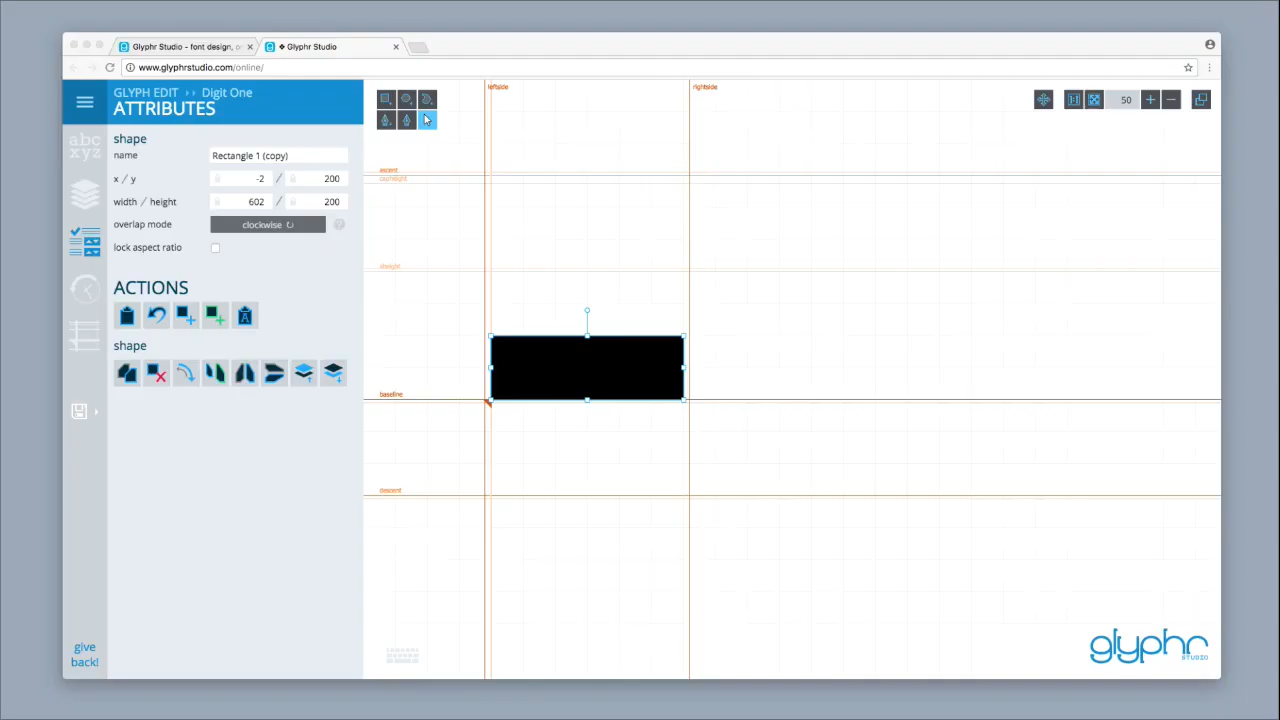 Glyphr Studio - font design, o
❖ Glyphr Studio
www.glyphrstudio.com/online/
GLYPH EDIT ▸▸ Digit One
ATTRIBUTES
leftside
rightside
50
abc
xyz
shape
name
Rectangle 1 (copy)
x / y
-2 / 200
ascent
capheight
width / height
602 / 200
overlap mode
clockwise ↻
lock aspect ratio
xheight
ACTIONS
A
shape
baseline
descent
give
back!
glyphr
STUDIO